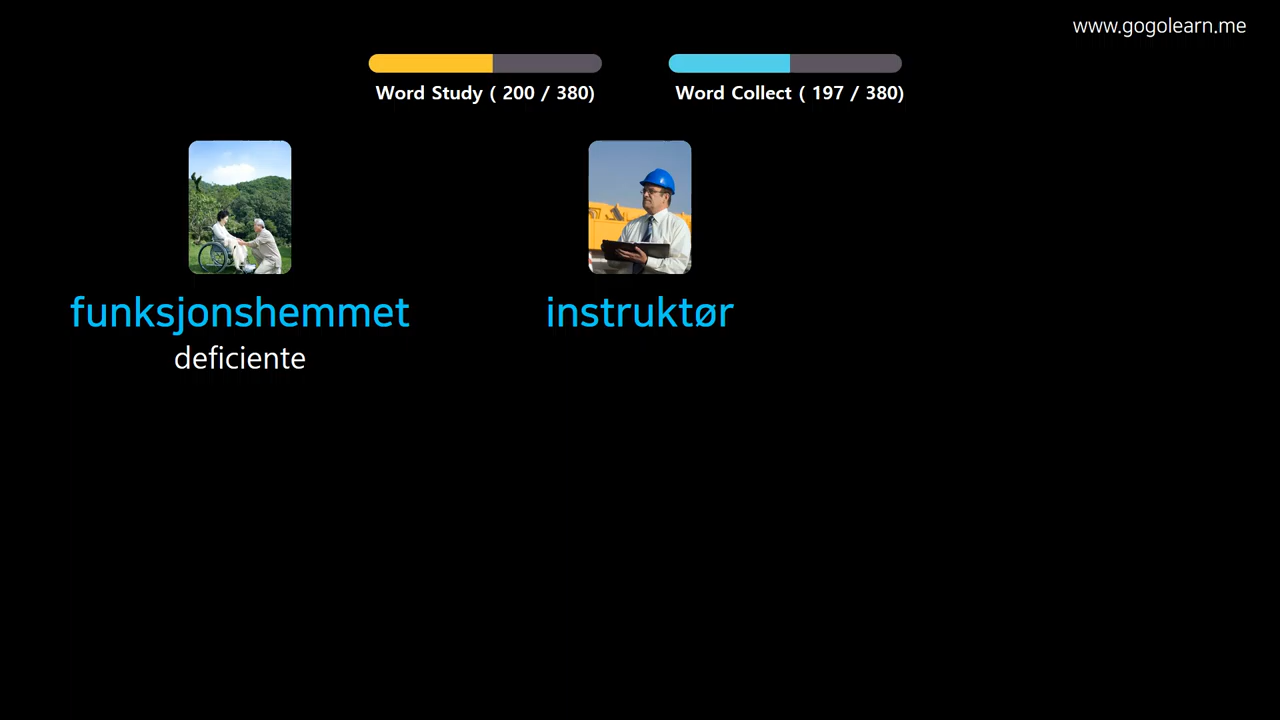 www.gogolearn.me
Word Study ( 200 / 380)
Word Collect ( 197 / 380)
funksjonshemmet
deficiente
instruktør